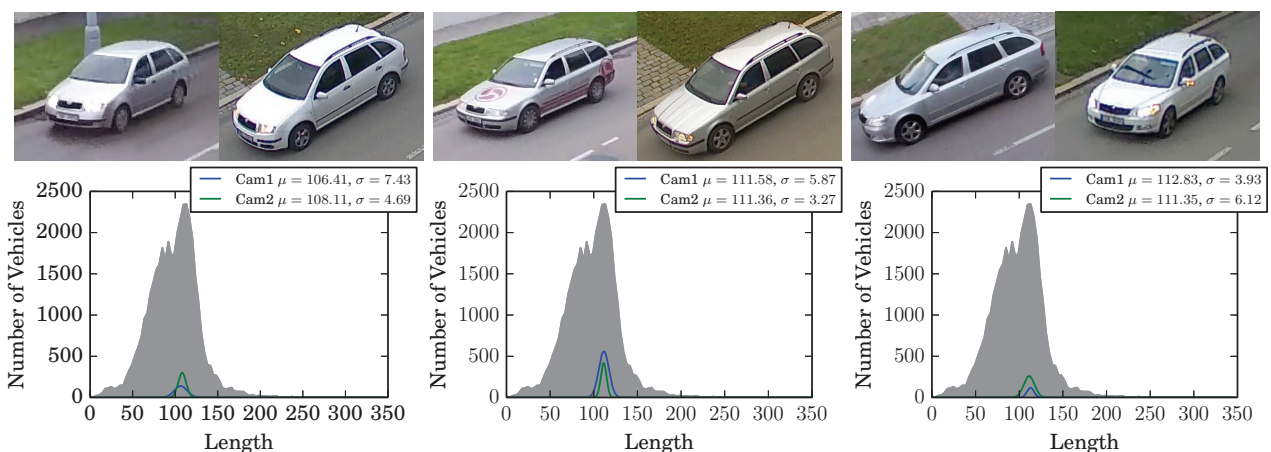 Cam1 μ = 106.41, σ = 7.43
Cam2 μ = 108.11, σ = 4.69
Number of Vehicles
2500
2000
1500
1000
500
0
0 50 100 150 200 250 300 350
Length
Cam1 μ = 111.58, σ = 5.87
Cam2 μ = 111.36, σ = 3.27
Number of Vehicles
2500
2000
1500
1000
500
0
0 50 100 150 200 250 300 350
Length
Cam1 μ = 112.83, σ = 3.93
Cam2 μ = 111.35, σ = 6.12
Number of Vehicles
2500
2000
1500
1000
500
0
0 50 100 150 200 250 300 350
Length